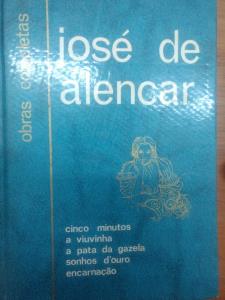 obras completas
josé de
alencar
cinco minutos
a viuvinha
a pata da gazela
sonhos d'ouro
encarnação